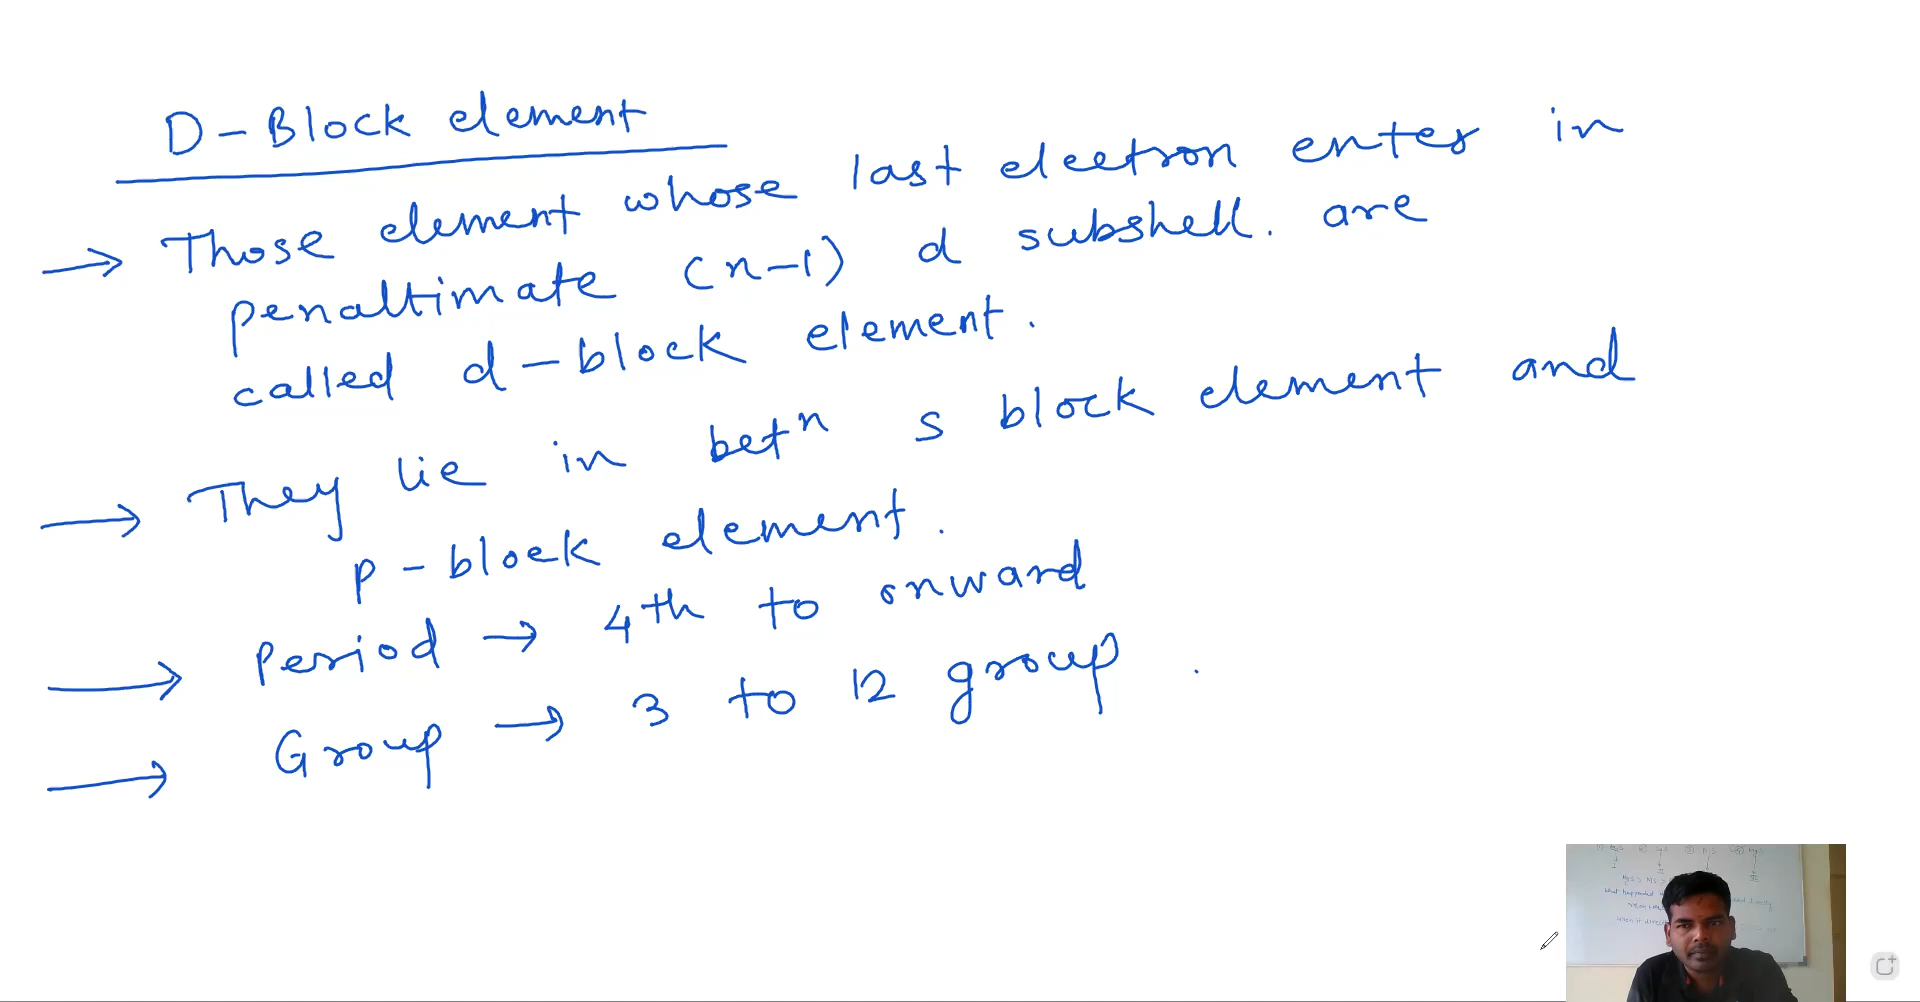 D-Block element
→ Those element whose last electron enter in
penaltimate (n-1) d subshell. are
called d-block element.
→ They lie in betⁿ s block element and
p-block element.
→ Period → 4th to onward
→ Group → 3 to 12 group.